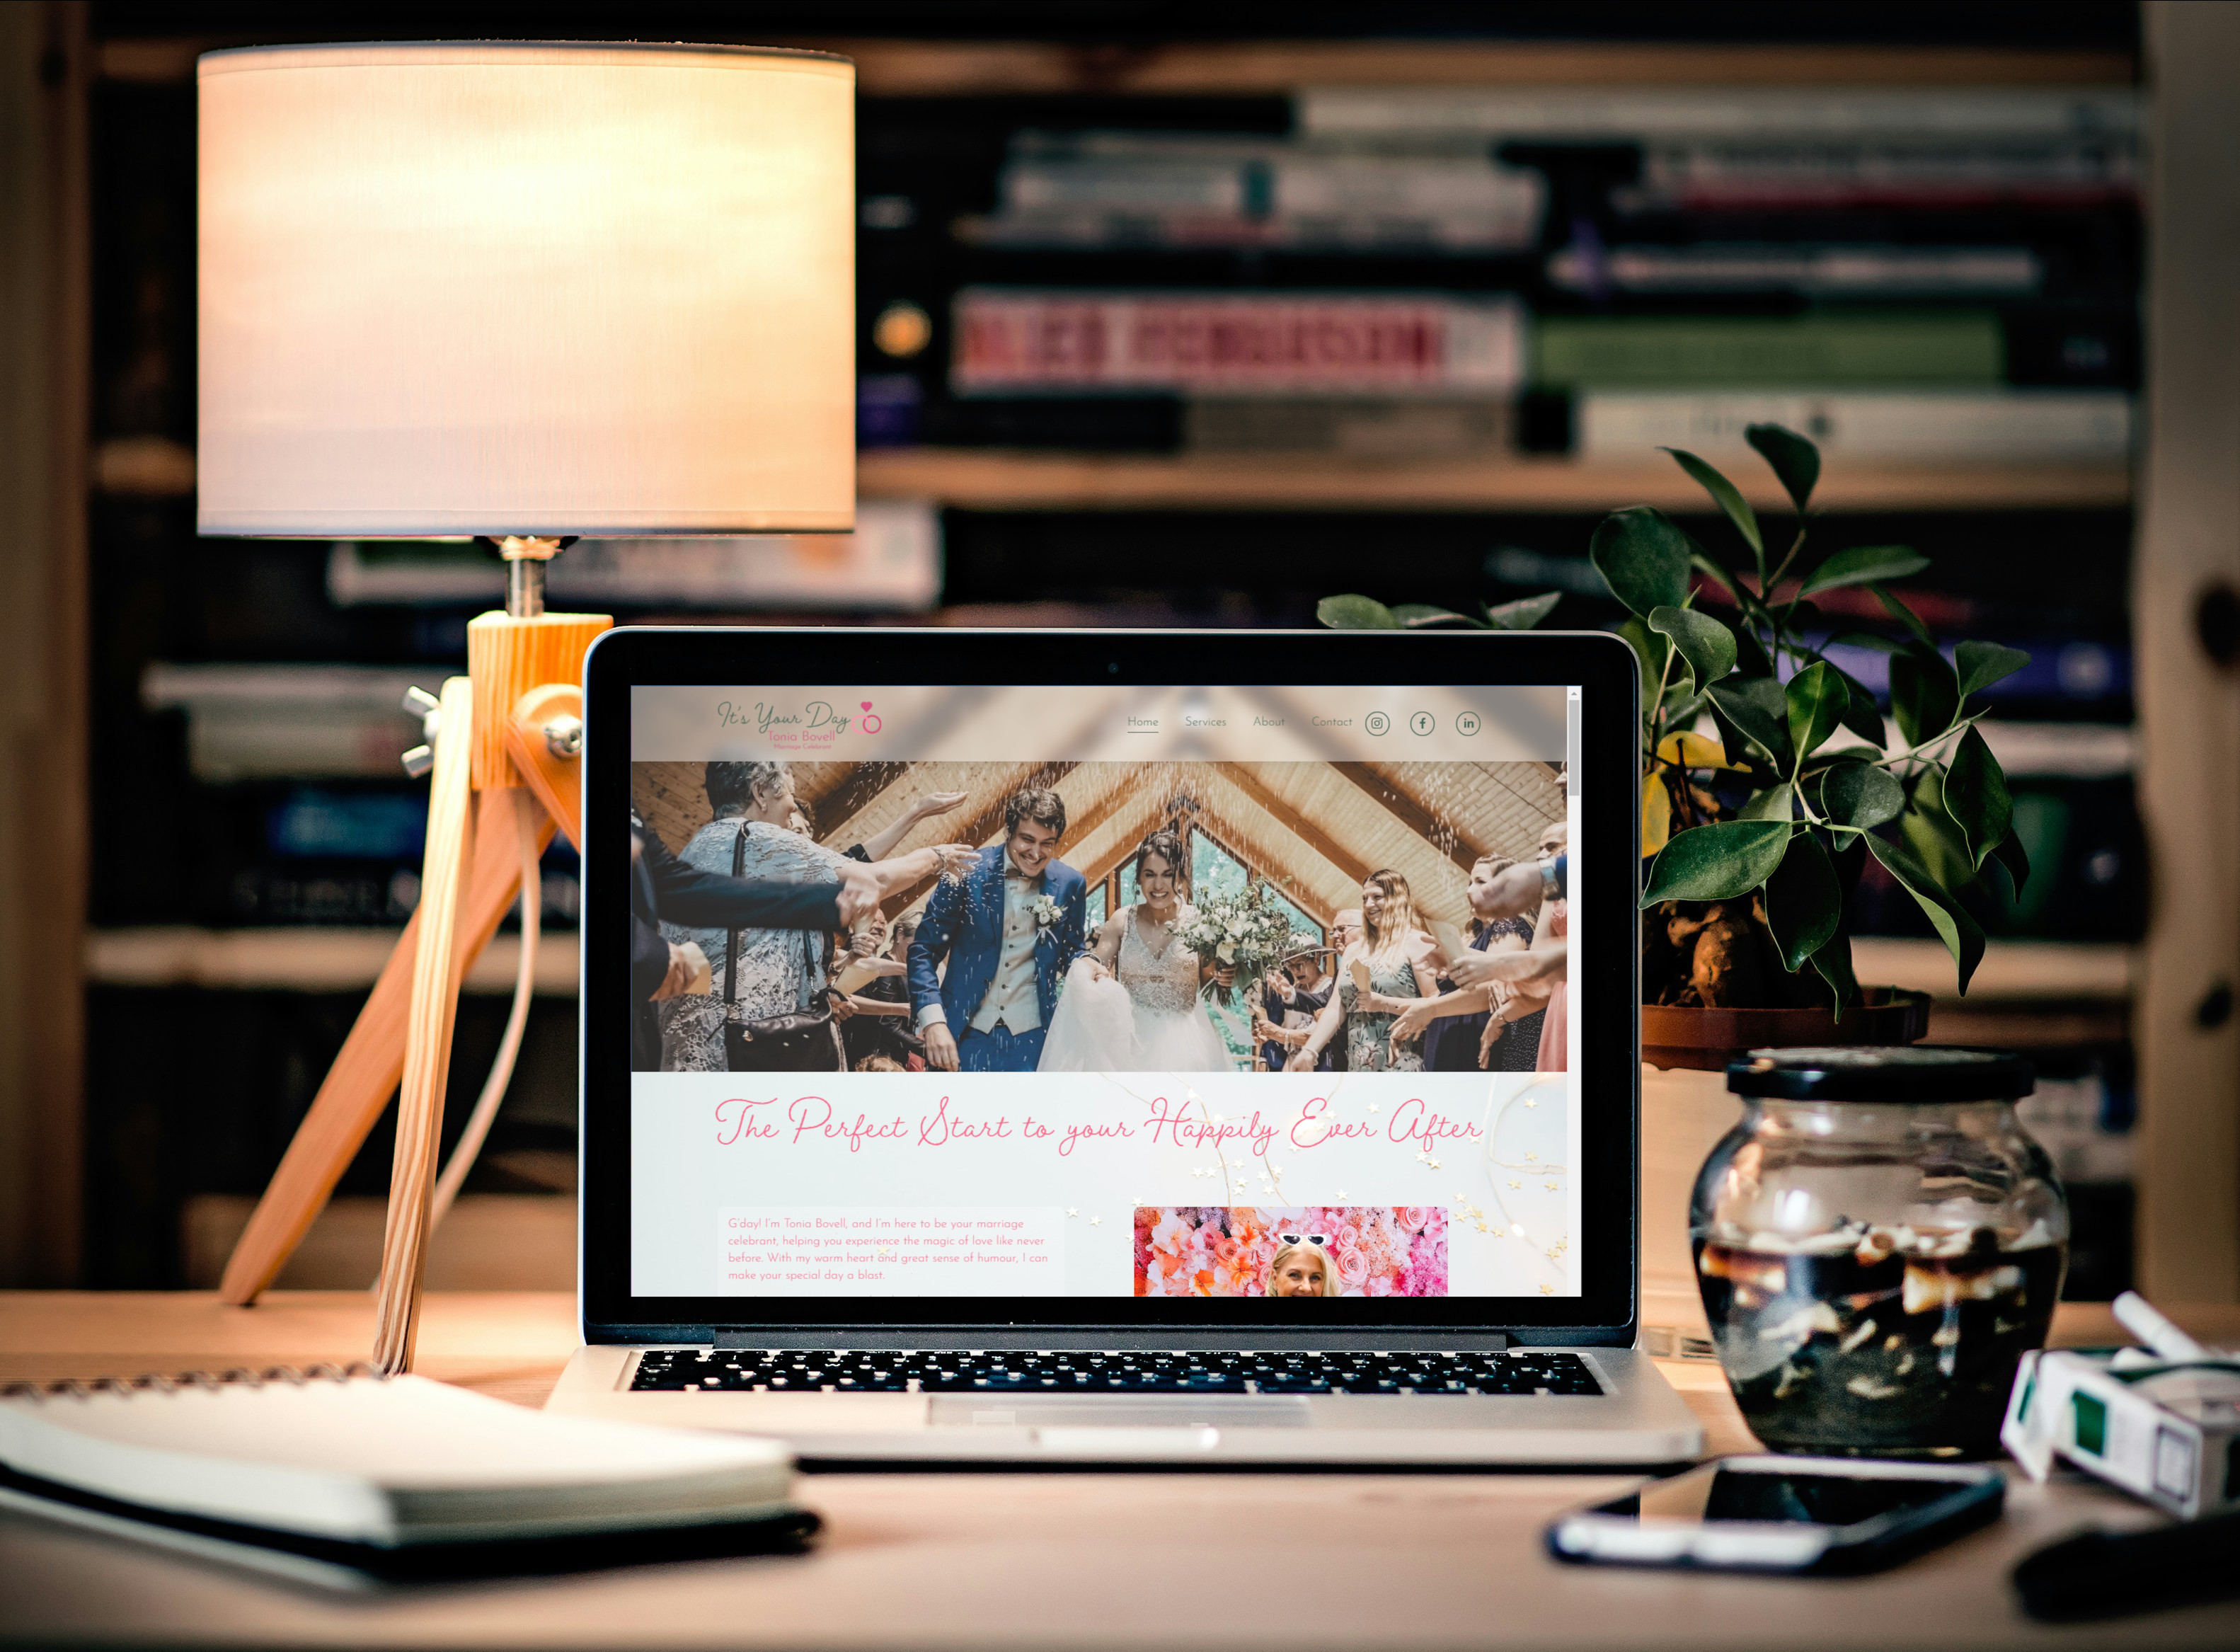 FERGUSON
It's Your Day
Tonia Bovell
Marriage Celebrant
Home Services About Contact
in
The Perfect Start to your Happily Ever After
G'day! I'm Tonia Bovell, and I'm here to be your marriage
celebrant, helping you experience the magic of love like never
before. With my warm heart and great sense of humour, I can
make your special day a blast.